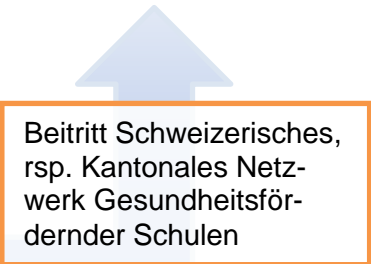 Beitritt Schweizerisches,
rsp. Kantonales Netz-
werk Gesundheitsför-
dernder Schulen